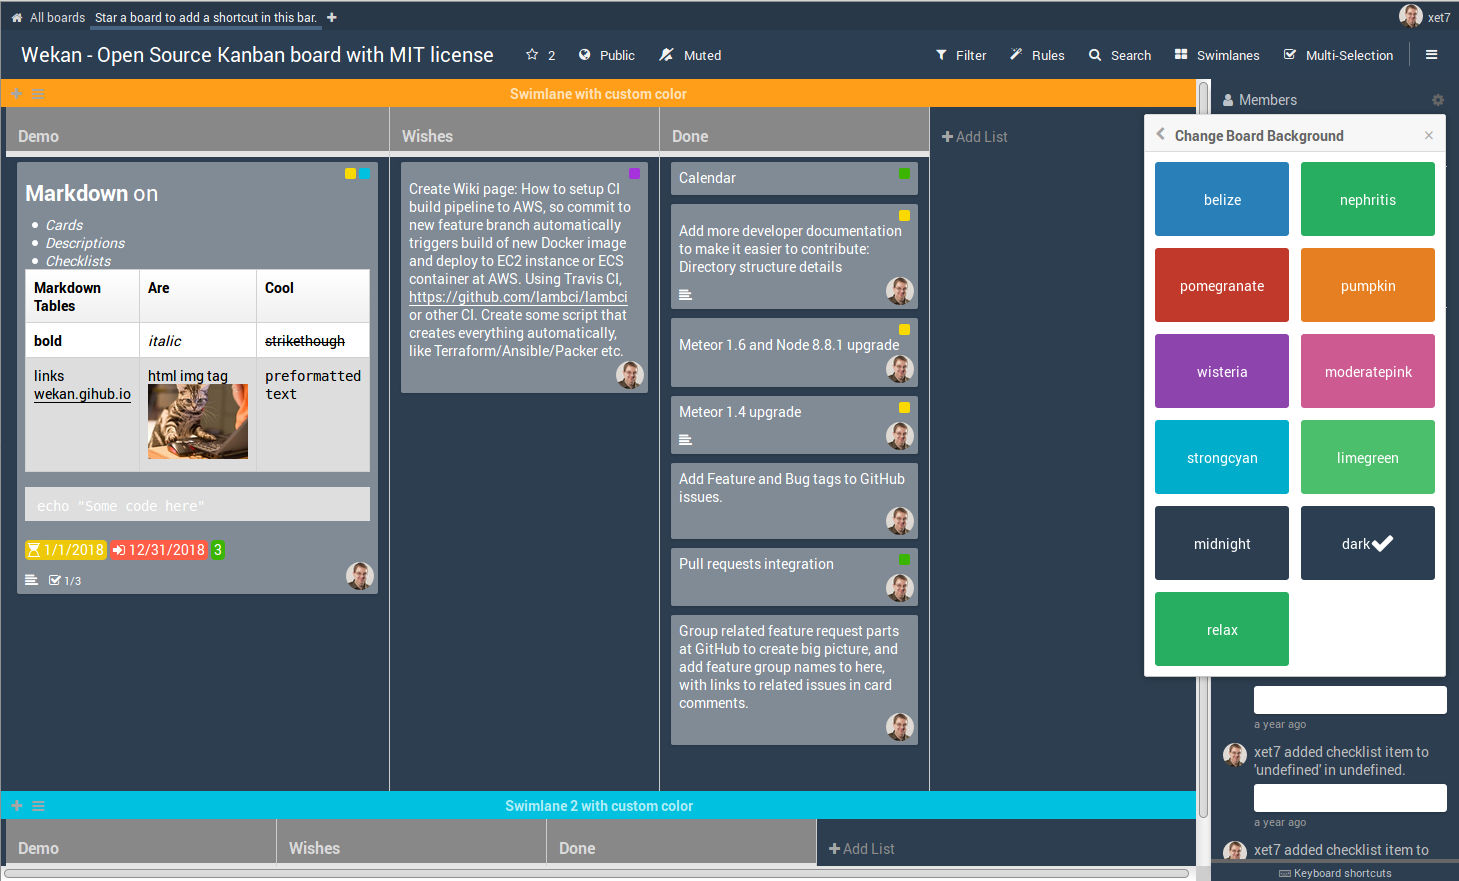 All boards
Star a board to add a shortcut in this bar.
xet7
Wekan - Open Source Kanban board with MIT license
2
Public
Muted
Filter
Rules
Search
Swimlanes
Multi-Selection
Swimlane with custom color
Members
Demo
Wishes
Done
Add List
Change Board Background
belize
nephritis
pomegranate
pumpkin
wisteria
moderatepink
strongcyan
limegreen
midnight
dark
relax
Markdown on
Cards
Descriptions
Checklists
Markdown
Tables
Are
Cool
bold
italic
strikethough
links
wekan.gihub.io
html img tag
preformatted
text
echo "Some code here"
1/1/2018
12/31/2018
3
1/3
Create Wiki page: How to setup CI
build pipeline to AWS, so commit to
new feature branch automatically
triggers build of new Docker image
and deploy to EC2 instance or ECS
container at AWS. Using Travis CI,
https://github.com/lambci/lambci
or other CI. Create some script that
creates everything automatically,
like Terraform/Ansible/Packer etc.
Calendar
Add more developer documentation
to make it easier to contribute:
Directory structure details
Meteor 1.6 and Node 8.8.1 upgrade
Meteor 1.4 upgrade
Add Feature and Bug tags to GitHub
issues.
Pull requests integration
Group related feature request parts
at GitHub to create big picture, and
add feature group names to here,
with links to related issues in card
comments.
a year ago
xet7 added checklist item to
'undefined' in undefined.
a year ago
xet7 added checklist item to
Swimlane 2 with custom color
Demo
Wishes
Done
Add List
Keyboard shortcuts